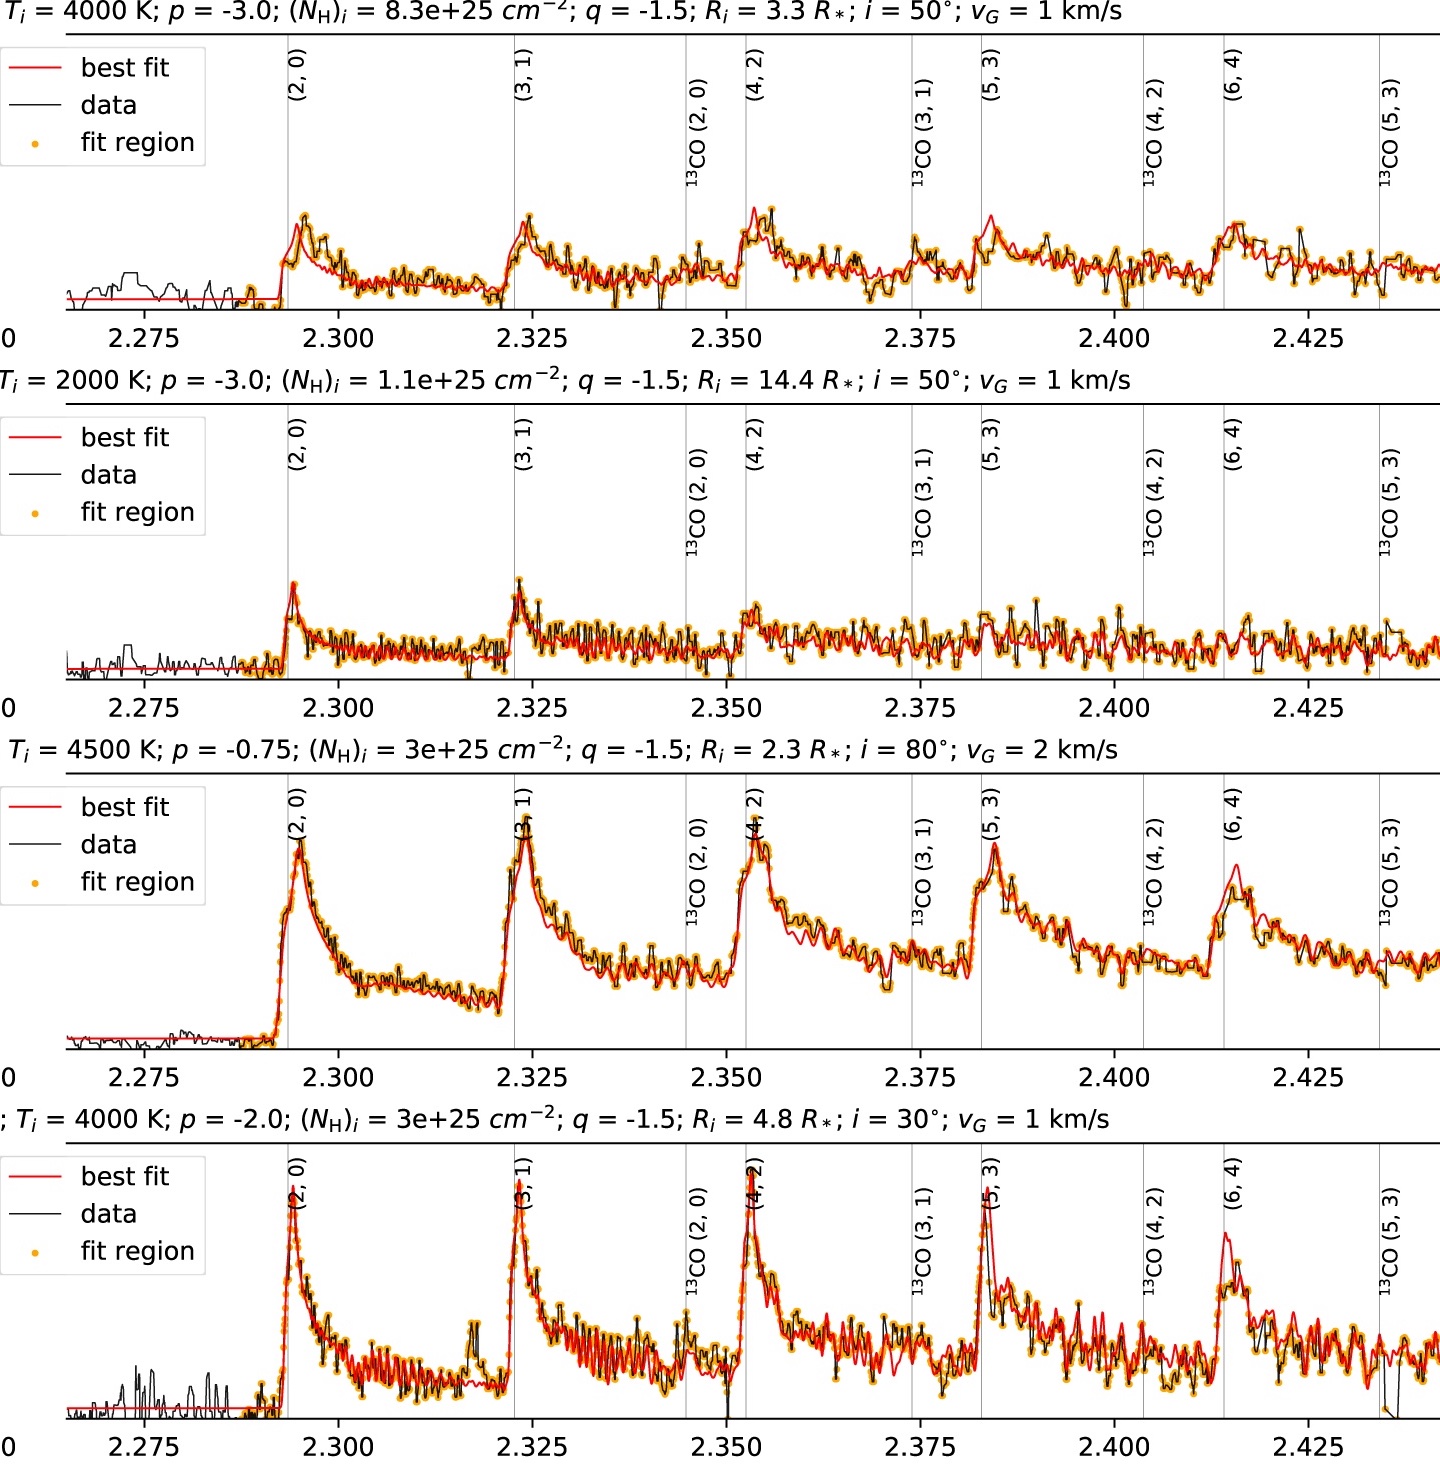 T_i = 4000 K; p = -3.0; (N_H)_i = 8.3e+25 cm⁻²; q = -1.5; R_i = 3.3 R_*; i = 50°; v_G = 1 km/s
best fit
data
fit region
(2, 0)
(3, 1)
¹³CO (2, 0)
(4, 2)
¹³CO (3, 1)
(5, 3)
¹³CO (4, 2)
(6, 4)
¹³CO (5, 3)
0 2.275 2.300 2.325 2.350 2.375 2.400 2.425
T_i = 2000 K; p = -3.0; (N_H)_i = 1.1e+25 cm⁻²; q = -1.5; R_i = 14.4 R_*; i = 50°; v_G = 1 km/s
best fit
data
fit region
(2, 0)
(3, 1)
¹³CO (2, 0)
(4, 2)
¹³CO (3, 1)
(5, 3)
¹³CO (4, 2)
(6, 4)
¹³CO (5, 3)
0 2.275 2.300 2.325 2.350 2.375 2.400 2.425
T_i = 4500 K; p = -0.75; (N_H)_i = 3e+25 cm⁻²; q = -1.5; R_i = 2.3 R_*; i = 80°; v_G = 2 km/s
best fit
data
fit region
(2, 0)
(3, 1)
¹³CO (2, 0)
(4, 2)
¹³CO (3, 1)
(5, 3)
¹³CO (4, 2)
(6, 4)
¹³CO (5, 3)
0 2.275 2.300 2.325 2.350 2.375 2.400 2.425
; T_i = 4000 K; p = -2.0; (N_H)_i = 3e+25 cm⁻²; q = -1.5; R_i = 4.8 R_*; i = 30°; v_G = 1 km/s
best fit
data
fit region
(2, 0)
(3, 1)
¹³CO (2, 0)
(4, 2)
¹³CO (3, 1)
(5, 3)
¹³CO (4, 2)
(6, 4)
¹³CO (5, 3)
0 2.275 2.300 2.325 2.350 2.375 2.400 2.425